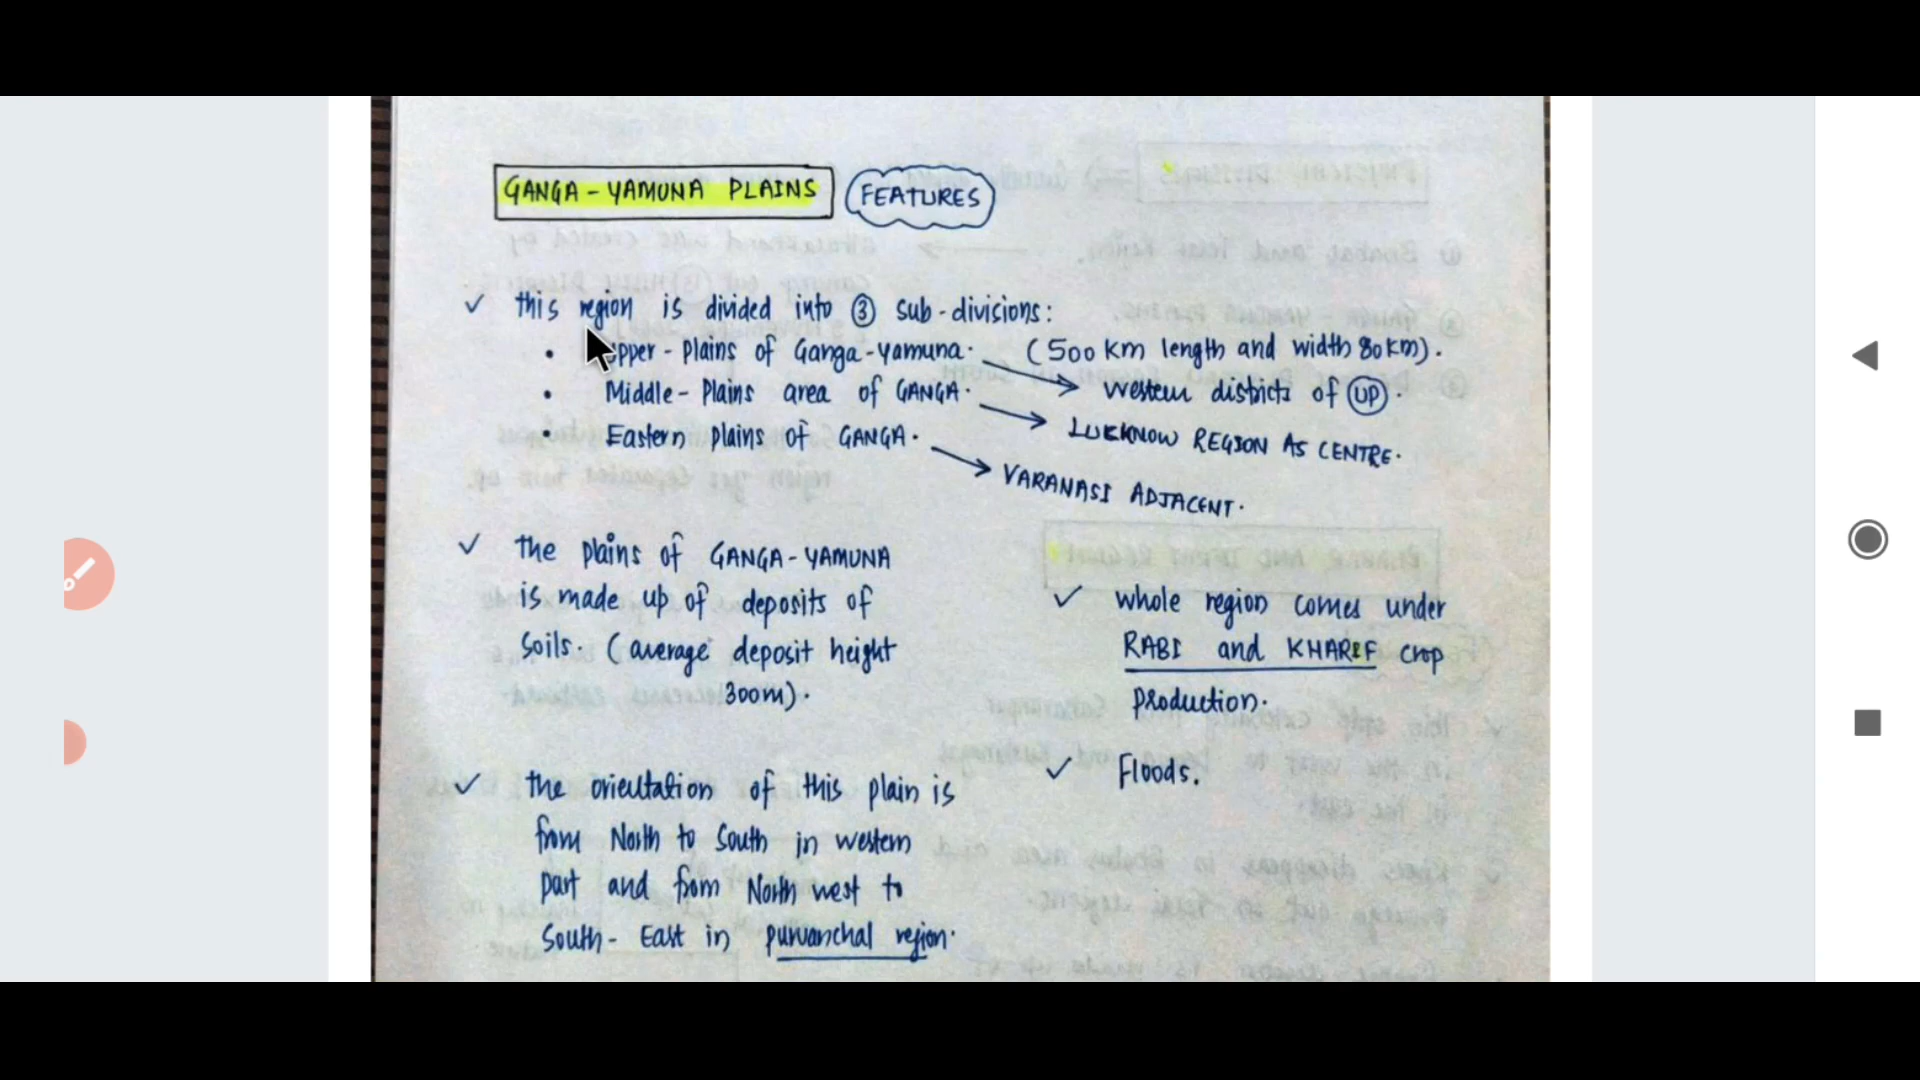 GANGA-YAMUNA PLAINS FEATURES
✓ this region is divided into ③ sub-divisions:
• upper-plains of Ganga-yamuna. (500 km length and width 80km).
→ western districts of UP.
• Middle-Plains area of GANGA.
→ LUCKNOW REGION AS CENTRE.
• Eastern plains of GANGA.
→ VARANASI ADJACENT.
✓ the plains of GANGA-YAMUNA
is made up of deposits of
soils. (average deposit height
300m).
✓ the orientation of this plain is
from North to South in western
part and from North west to
South-East in purvanchal region.
✓ whole region comes under
RABI and KHARIF crop
production.
✓ Floods.